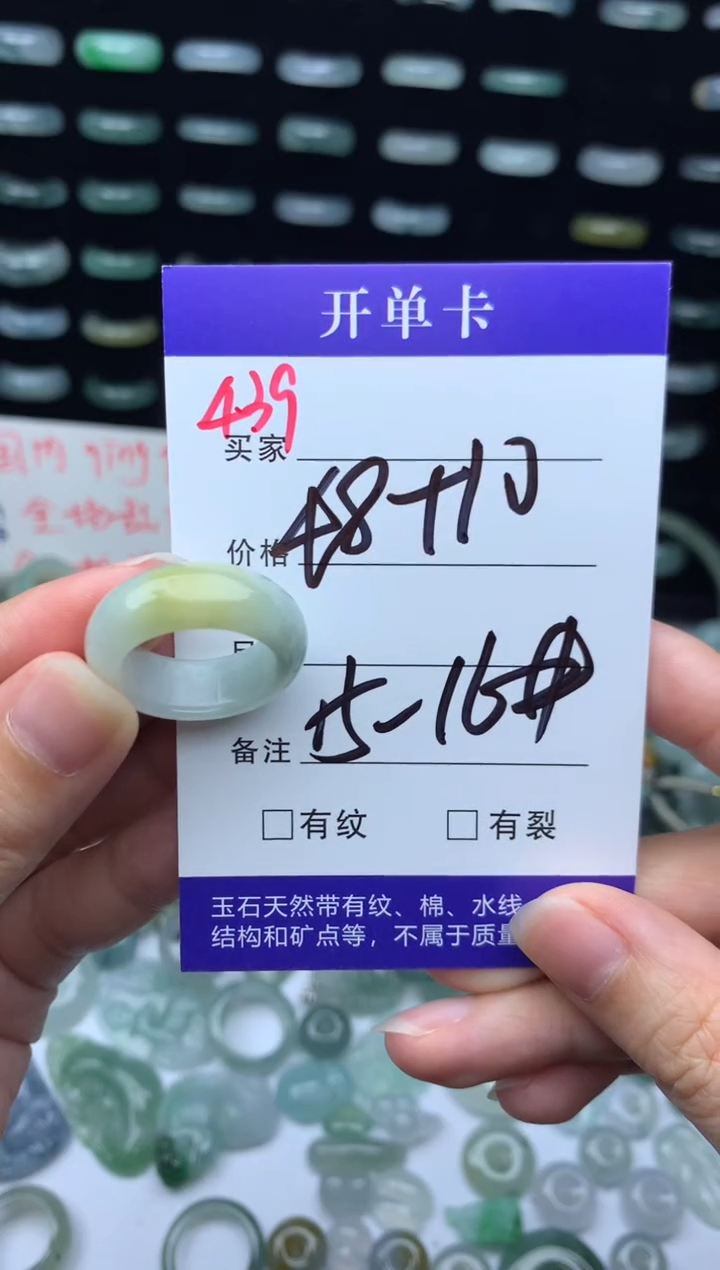 开单卡
439
买家
48+10
价格
15-16#
备注
□有纹 □有裂
玉石天然带有纹、棉、水线
结构和矿点等，不属于质量